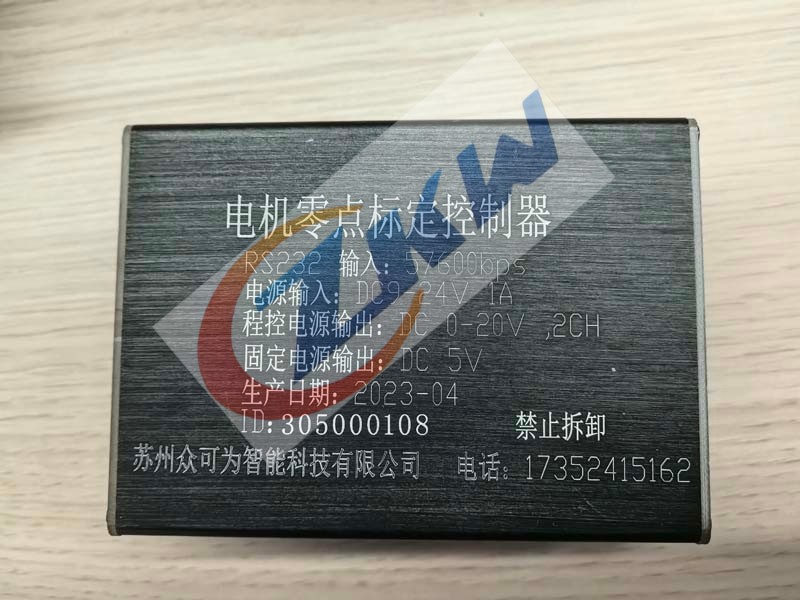 ZKW
电机零点标定控制器
RS232 输入：57600bps
电源输入：DC9-24V 1A
程控电源输出：DC 0-20V ,2CH
固定电源输出：DC 5V
生产日期：2023-04
ID:305000108
禁止拆卸
苏州众可为智能科技有限公司 电话：17352415162